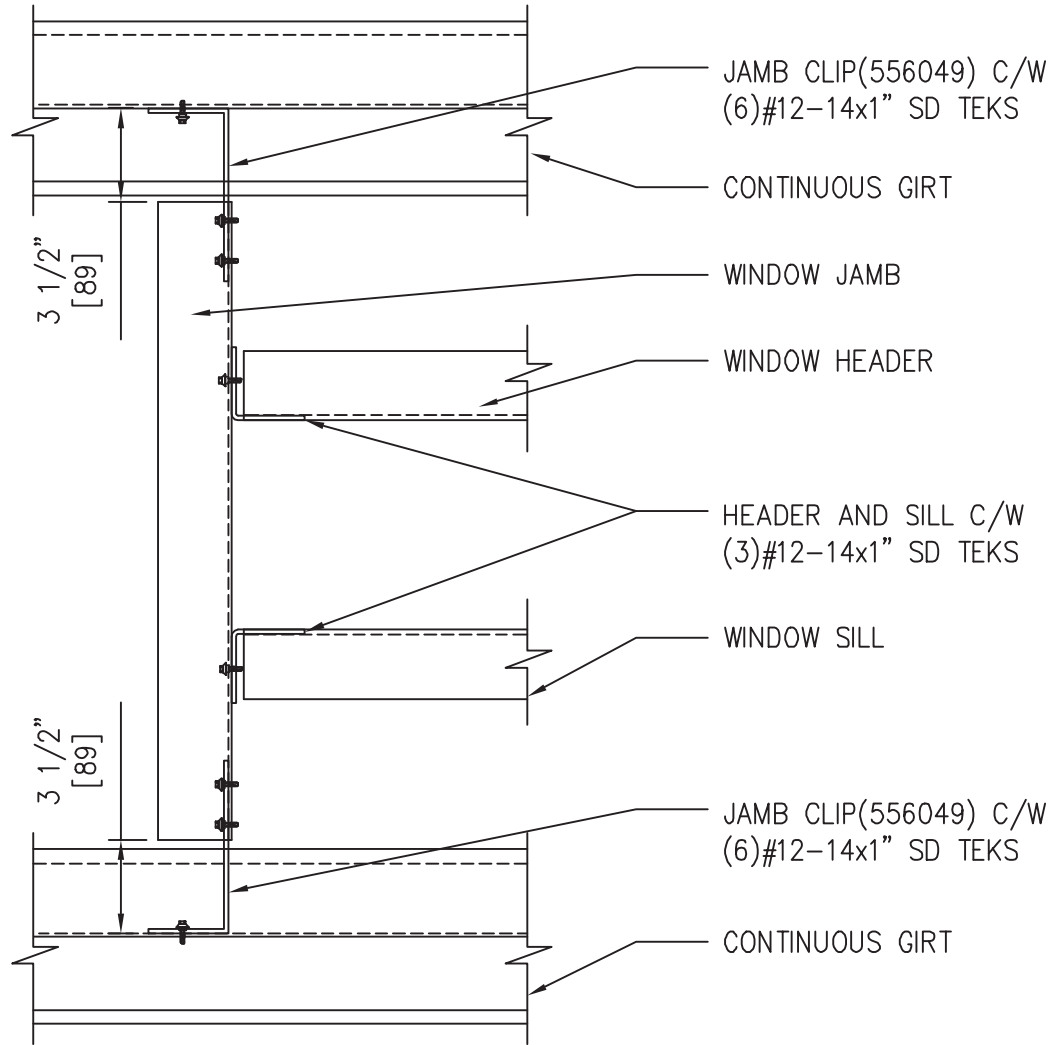 JAMB CLIP(556049) C/W
(6)#12-14x1" SD TEKS
CONTINUOUS GIRT
3 1/2"
[89]
WINDOW JAMB
WINDOW HEADER
HEADER AND SILL C/W
(3)#12-14x1" SD TEKS
WINDOW SILL
3 1/2"
[89]
JAMB CLIP(556049) C/W
(6)#12-14x1" SD TEKS
CONTINUOUS GIRT